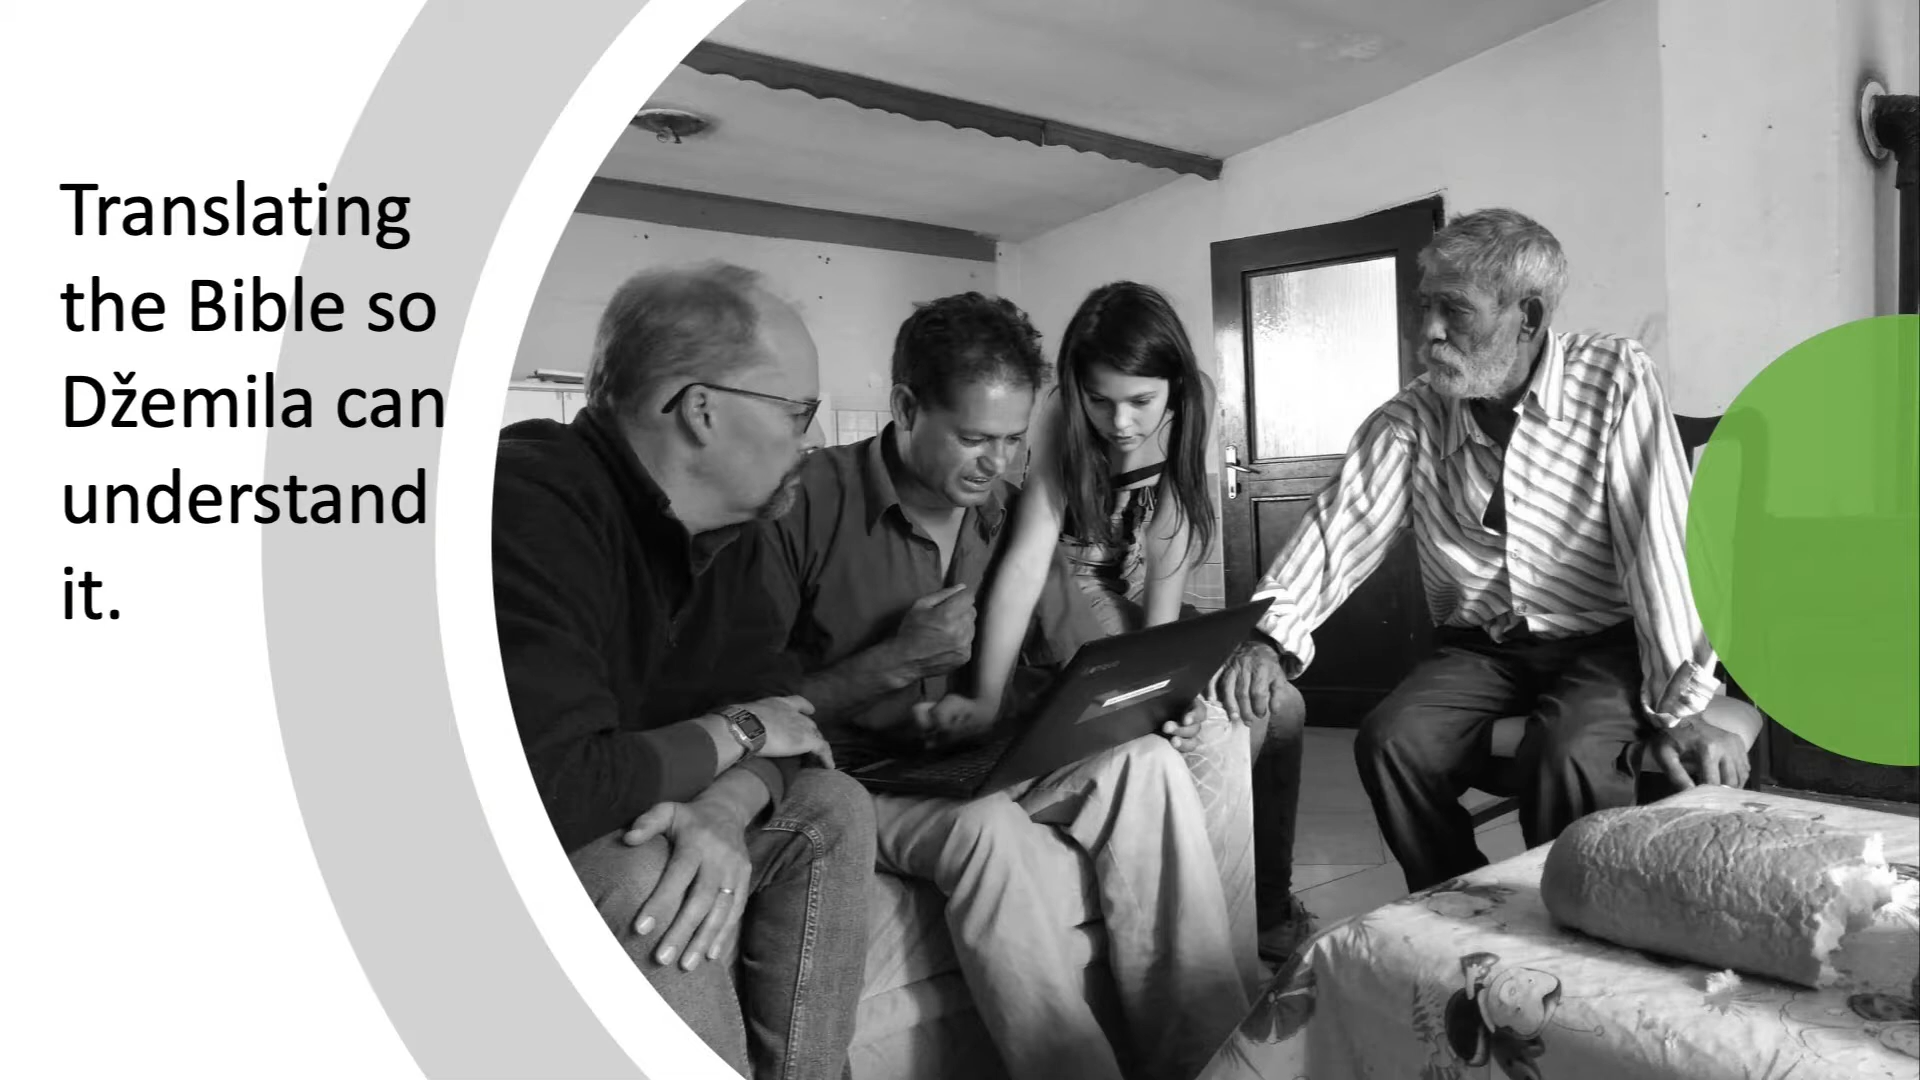 Translating
the Bible so
Džemila can
understand
it.